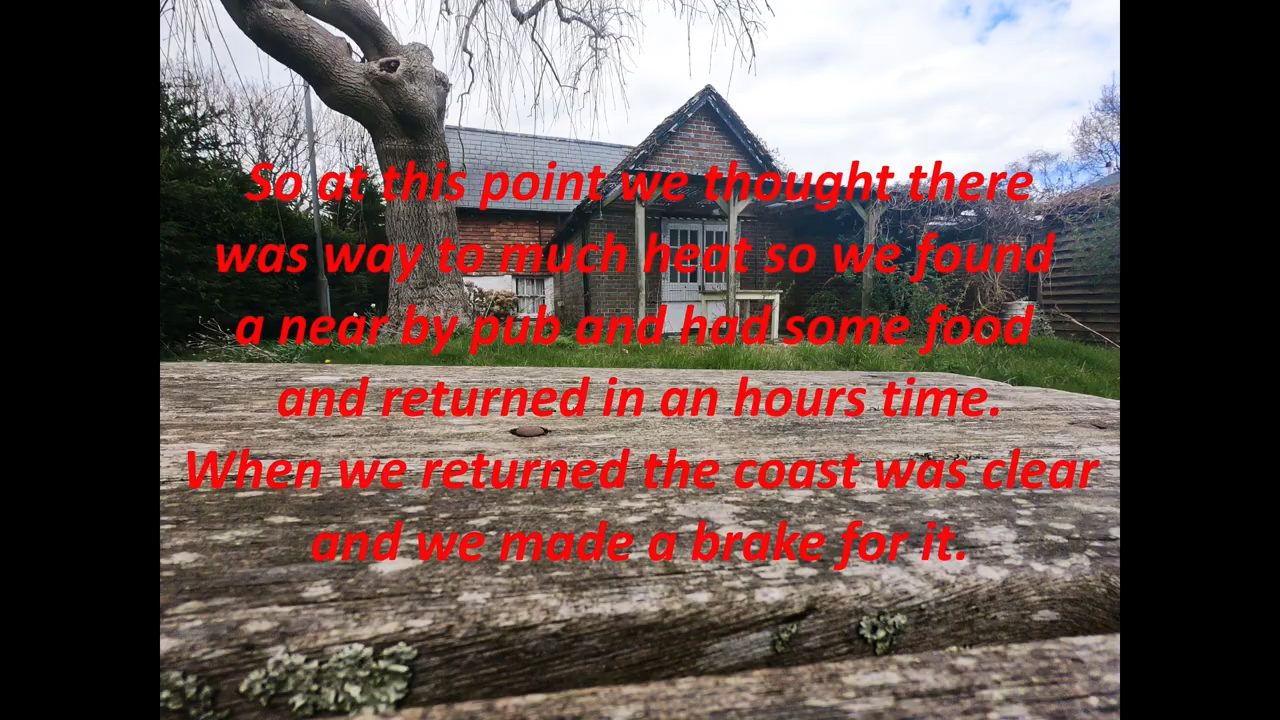 So at this point we thought there
was way to much heat so we found
a near by pub and had some food
and returned in an hours time.
When we returned the coast was clear
and we made a brake for it.